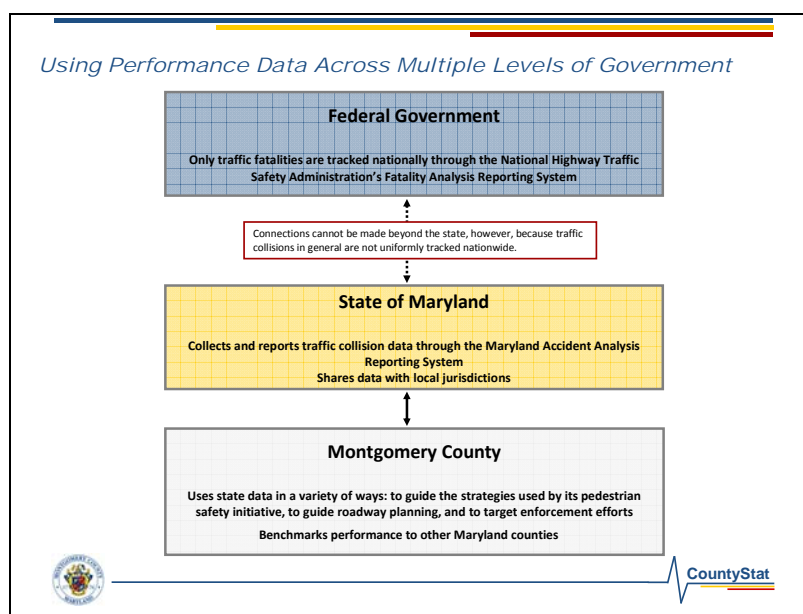 Using Performance Data Across Multiple Levels of Government
Federal Government
Only traffic fatalities are tracked nationally through the National Highway Traffic
Safety Administration's Fatality Analysis Reporting System
Connections cannot be made beyond the state, however, because traffic
collisions in general are not uniformly tracked nationwide.
State of Maryland
Collects and reports traffic collision data through the Maryland Accident Analysis
Reporting System
Shares data with local jurisdictions
Montgomery County
Uses state data in a variety of ways: to guide the strategies used by its pedestrian
safety initiative, to guide roadway planning, and to target enforcement efforts
Benchmarks performance to other Maryland counties
MONTGOMERY COUNTY
MARYLAND
CountyStat